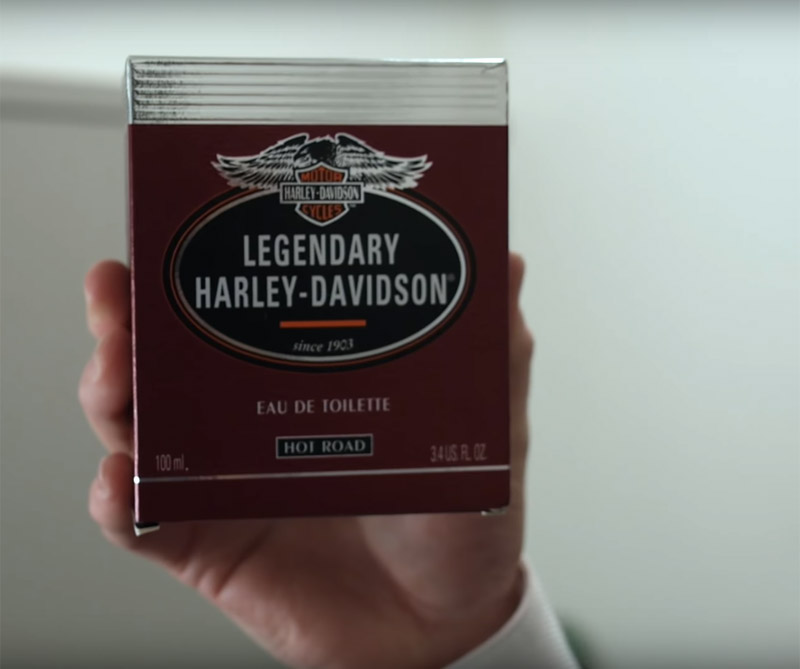 MOTOR
HARLEY-DAVIDSON
CYCLES
LEGENDARY
HARLEY-DAVIDSON®
since 1903
EAU DE TOILETTE
HOT ROAD
100 ml. 3.4 US. FL. OZ.